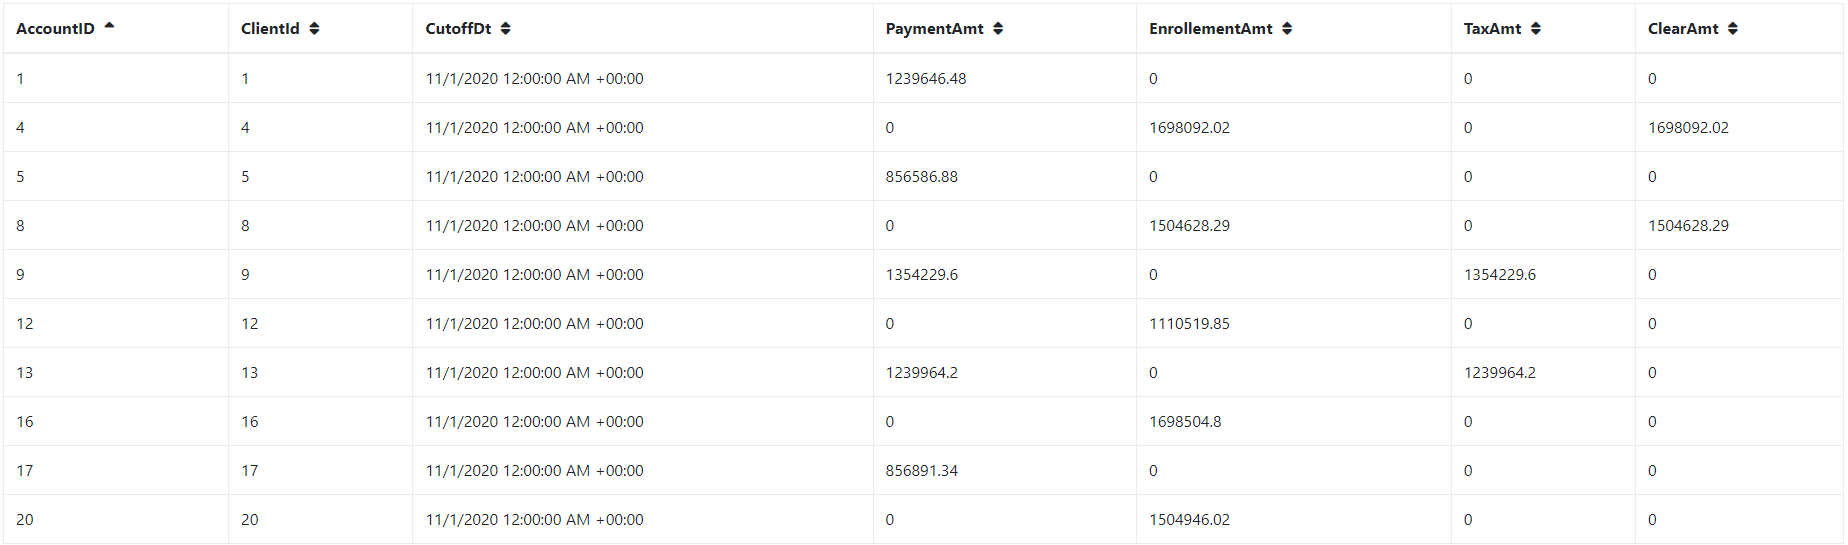 AccountID ClientId CutoffDt PaymentAmt EnrollementAmt TaxAmt ClearAmt
1 1 11/1/2020 12:00:00 AM +00:00 1239646.48 0 0 0
4 4 11/1/2020 12:00:00 AM +00:00 0 1698092.02 0 1698092.02
5 5 11/1/2020 12:00:00 AM +00:00 856586.88 0 0 0
8 8 11/1/2020 12:00:00 AM +00:00 0 1504628.29 0 1504628.29
9 9 11/1/2020 12:00:00 AM +00:00 1354229.6 0 1354229.6 0
12 12 11/1/2020 12:00:00 AM +00:00 0 1110519.85 0 0
13 13 11/1/2020 12:00:00 AM +00:00 1239964.2 0 1239964.2 0
16 16 11/1/2020 12:00:00 AM +00:00 0 1698504.8 0 0
17 17 11/1/2020 12:00:00 AM +00:00 856891.34 0 0 0
20 20 11/1/2020 12:00:00 AM +00:00 0 1504946.02 0 0